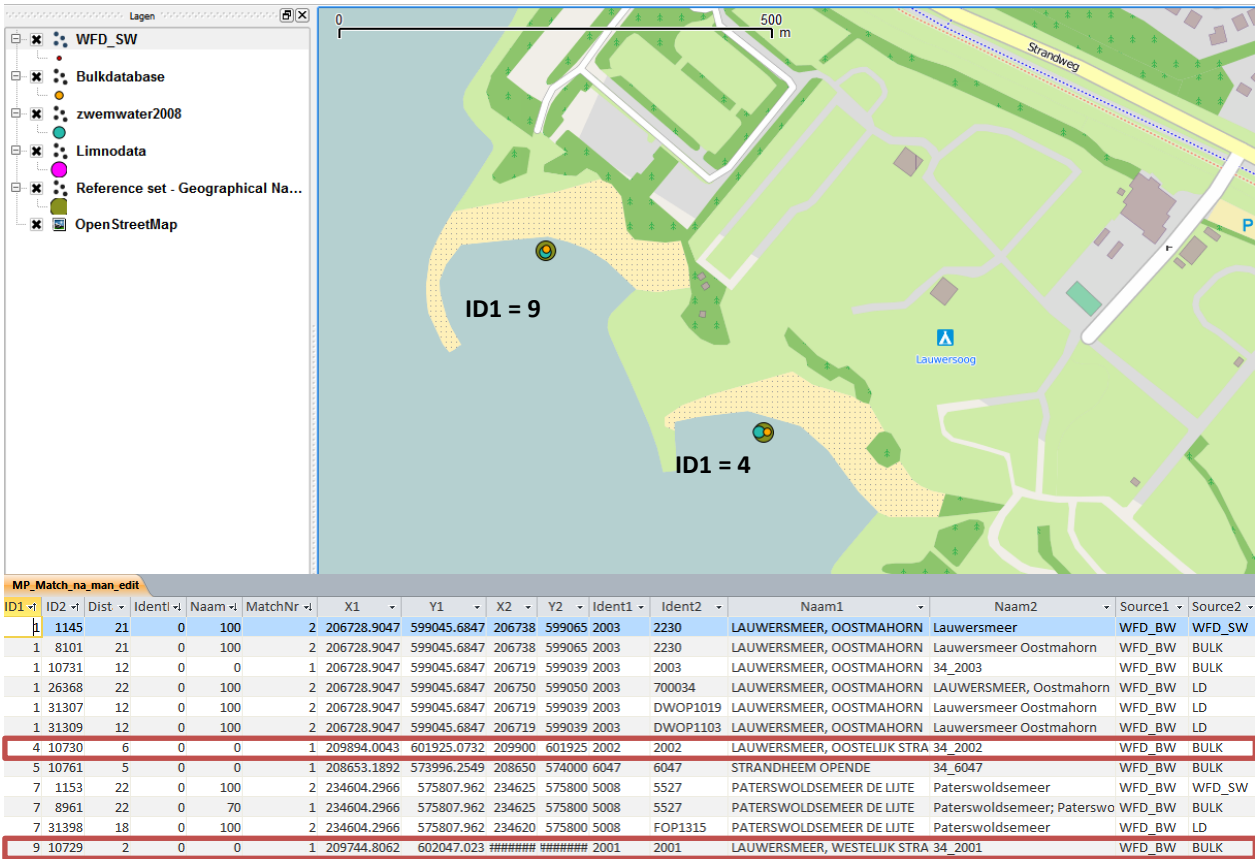 Lagen
WFD_SW
Bulkdatabase
zwemwater2008
Limnodata
Reference set - Geographical Na...
OpenStreetMap
0 500
m
Strandweg
P
ID1 = 9
Lauwersoog
ID1 = 4
MP_Match_na_man_edit
ID1 ID2 Dist IdentI Naam MatchNr X1 Y1 X2 Y2 Ident1 Ident2 Naam1 Naam2 Source1 Source2
1 1145 21 0 100 2 206728.9047 599045.6847 206738 599065 2003 2230 LAUWERSMEER, OOSTMAHORN Lauwersmeer WFD_BW WFD_SW
1 8101 21 0 100 2 206728.9047 599045.6847 206738 599065 2003 2230 LAUWERSMEER, OOSTMAHORN Lauwersmeer Oostmahorn WFD_BW BULK
1 10731 12 0 0 1 206728.9047 599045.6847 206719 599039 2003 2003 LAUWERSMEER, OOSTMAHORN 34_2003 WFD_BW BULK
1 26368 22 0 100 2 206728.9047 599045.6847 206750 599050 2003 700034 LAUWERSMEER, OOSTMAHORN LAUWERSMEER, Oostmahorn WFD_BW LD
1 31307 12 0 100 2 206728.9047 599045.6847 206719 599039 2003 DWOP1019 LAUWERSMEER, OOSTMAHORN Lauwersmeer Oostmahorn WFD_BW LD
1 31309 12 0 100 2 206728.9047 599045.6847 206719 599039 2003 DWOP1103 LAUWERSMEER, OOSTMAHORN Lauwersmeer Oostmahorn WFD_BW LD
4 10730 6 0 0 1 209894.0043 601925.0732 209900 601925 2002 2002 LAUWERSMEER, OOSTELIJK STRA 34_2002 WFD_BW BULK
5 10761 5 0 0 1 208653.1892 573996.2549 208650 574000 6047 6047 STRANDHEEM OPENDE 34_6047 WFD_BW BULK
7 1153 22 0 100 2 234604.2966 575807.962 234625 575800 5008 5527 PATERSWOLDSEMEER DE LIJTE Paterswoldsemeer WFD_BW WFD_SW
7 8961 22 0 70 1 234604.2966 575807.962 234625 575800 5008 5527 PATERSWOLDSEMEER DE LIJTE Paterswoldsemeer; Paterswo WFD_BW BULK
7 31398 18 0 100 2 234604.2966 575807.962 234620 575800 5008 FOP1315 PATERSWOLDSEMEER DE LIJTE Paterswoldsemeer WFD_BW LD
9 10729 2 0 0 1 209744.8062 602047.023 ####### ####### 2001 2001 LAUWERSMEER, WESTELIJK STRA 34_2001 WFD_BW BULK